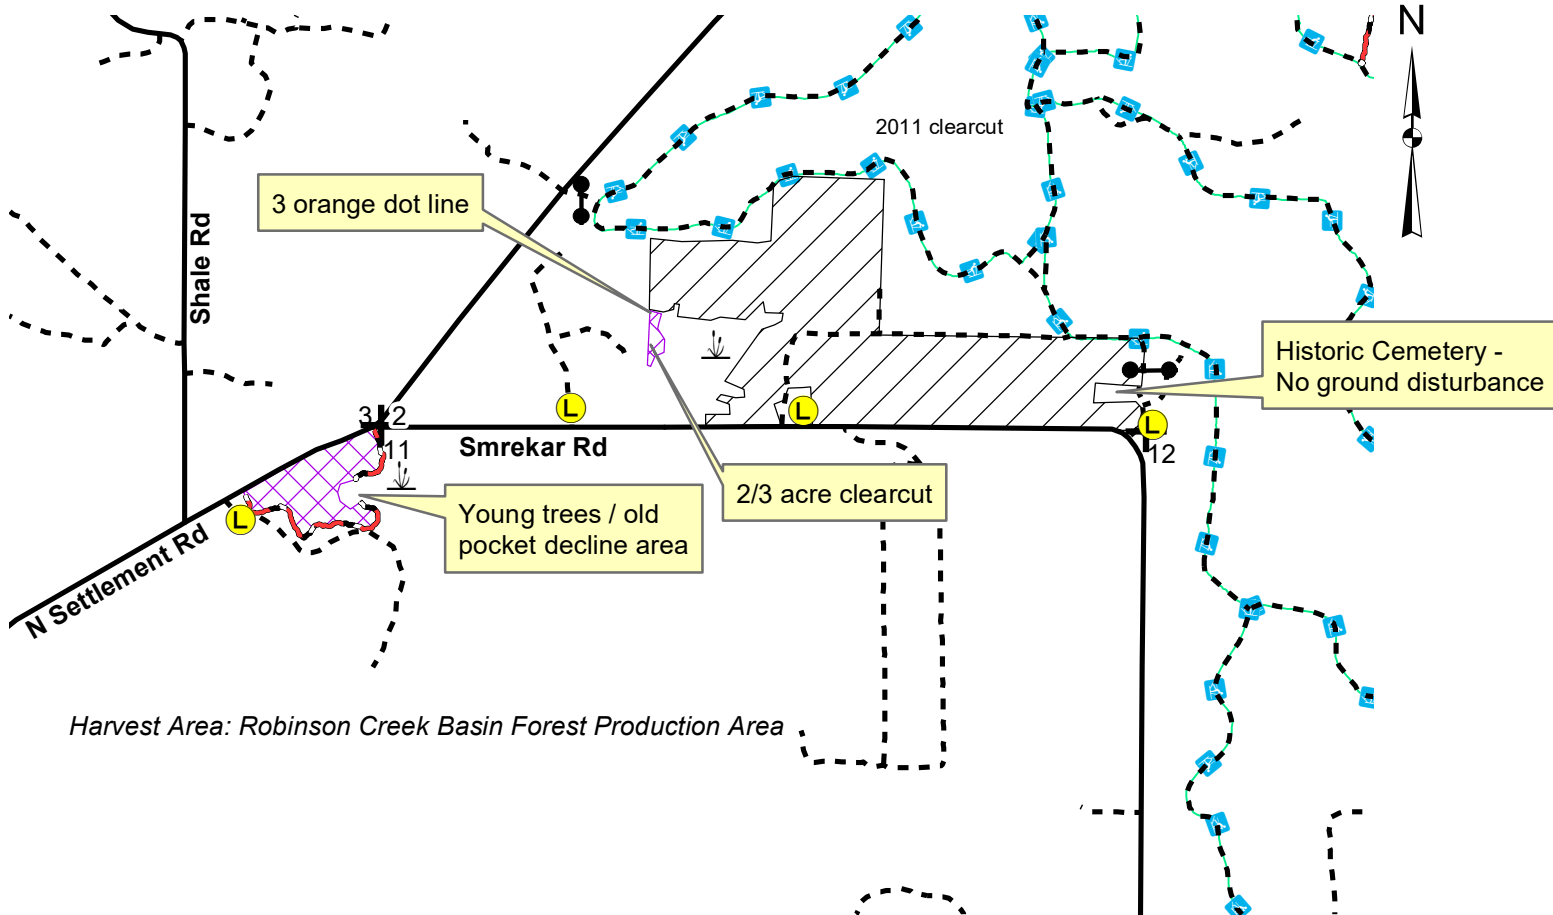 N
2011 clearcut
3 orange dot line
Shale Rd
Historic Cemetery -
No ground disturbance
L
L
L
3
2
11
Smrekar Rd
12
2/3 acre clearcut
Young trees / old
pocket decline area
L
N Settlement Rd
Harvest Area: Robinson Creek Basin Forest Production Area